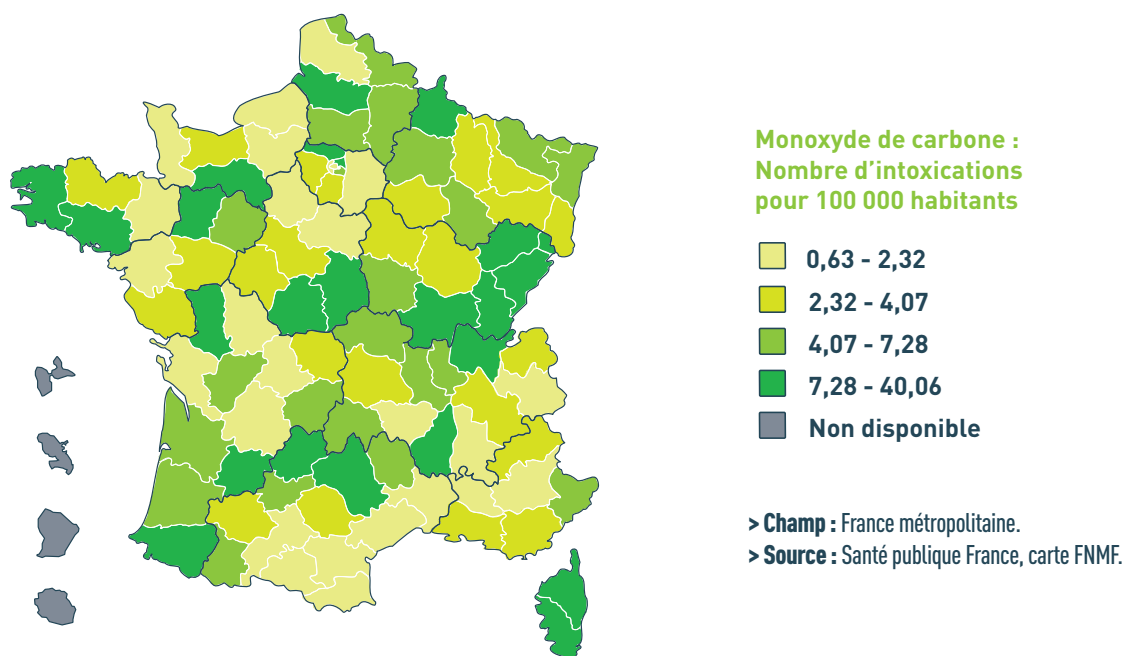 Monoxyde de carbone :
Nombre d’intoxications
pour 100 000 habitants
0,63 - 2,32
2,32 - 4,07
4,07 - 7,28
7,28 - 40,06
Non disponible
> Champ : France métropolitaine.
> Source : Santé publique France, carte FNMF.